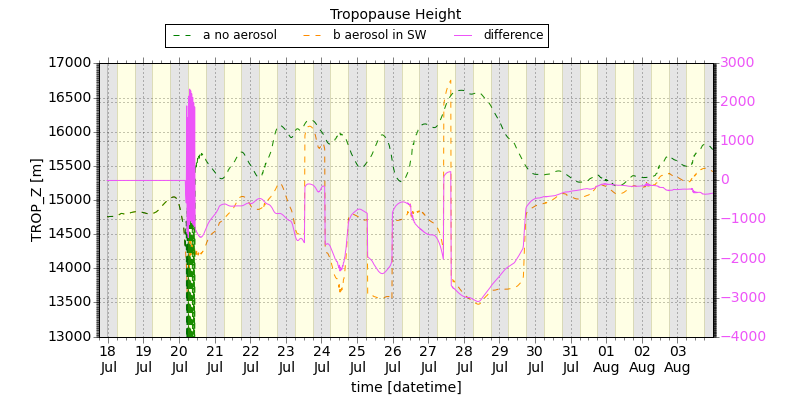 Tropopause Height
a no aerosol b aerosol in SW difference
17000 3000
16500 2000
16000 1000
15500 0
15000 −1000
14500 −2000
14000 −3000
13500 −4000
13000
TROP_Z [m]
18 19 20 21 22 23 24 25 26 27 28 29 30 31 01 02 03
Jul Jul Jul Jul Jul Jul Jul Jul Jul Jul Jul Jul Jul Jul Aug Aug Aug
time [datetime]